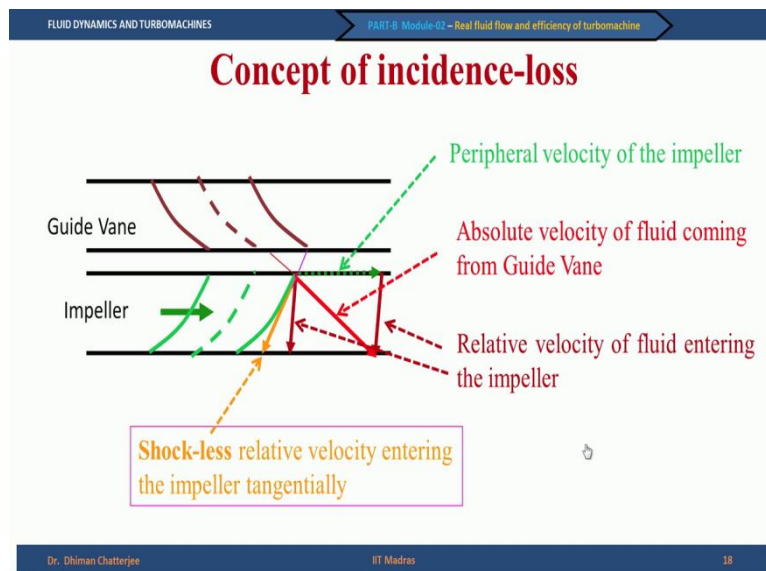 FLUID DYNAMICS AND TURBOMACHINES
PART-B Module-02 – Real fluid flow and efficiency of turbomachine
Concept of incidence-loss
Peripheral velocity of the impeller
Guide Vane
Absolute velocity of fluid coming
from Guide Vane
Impeller
Relative velocity of fluid entering
the impeller
Shock-less relative velocity entering
the impeller tangentially
Dr. Dhiman Chatterjee
IIT Madras
18